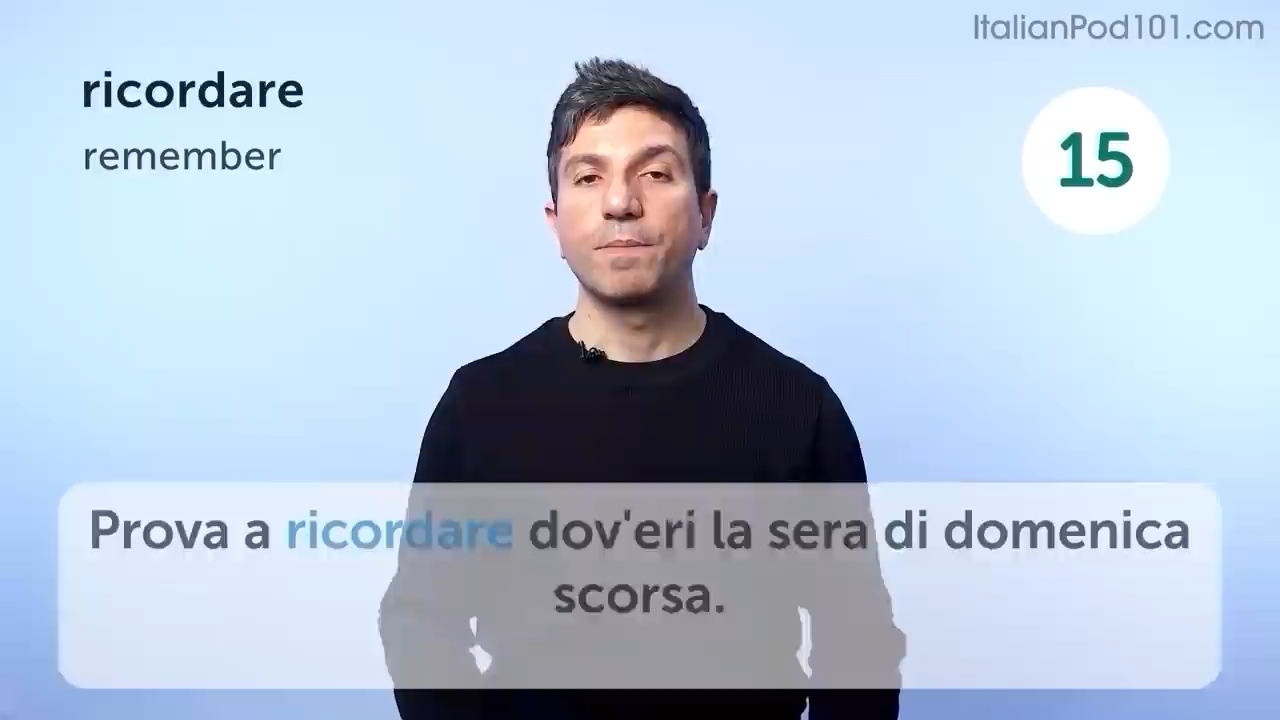 ItalianPod101.com
ricordare
remember
15
Prova a ricordare dov'eri la sera di domenica
scorsa.